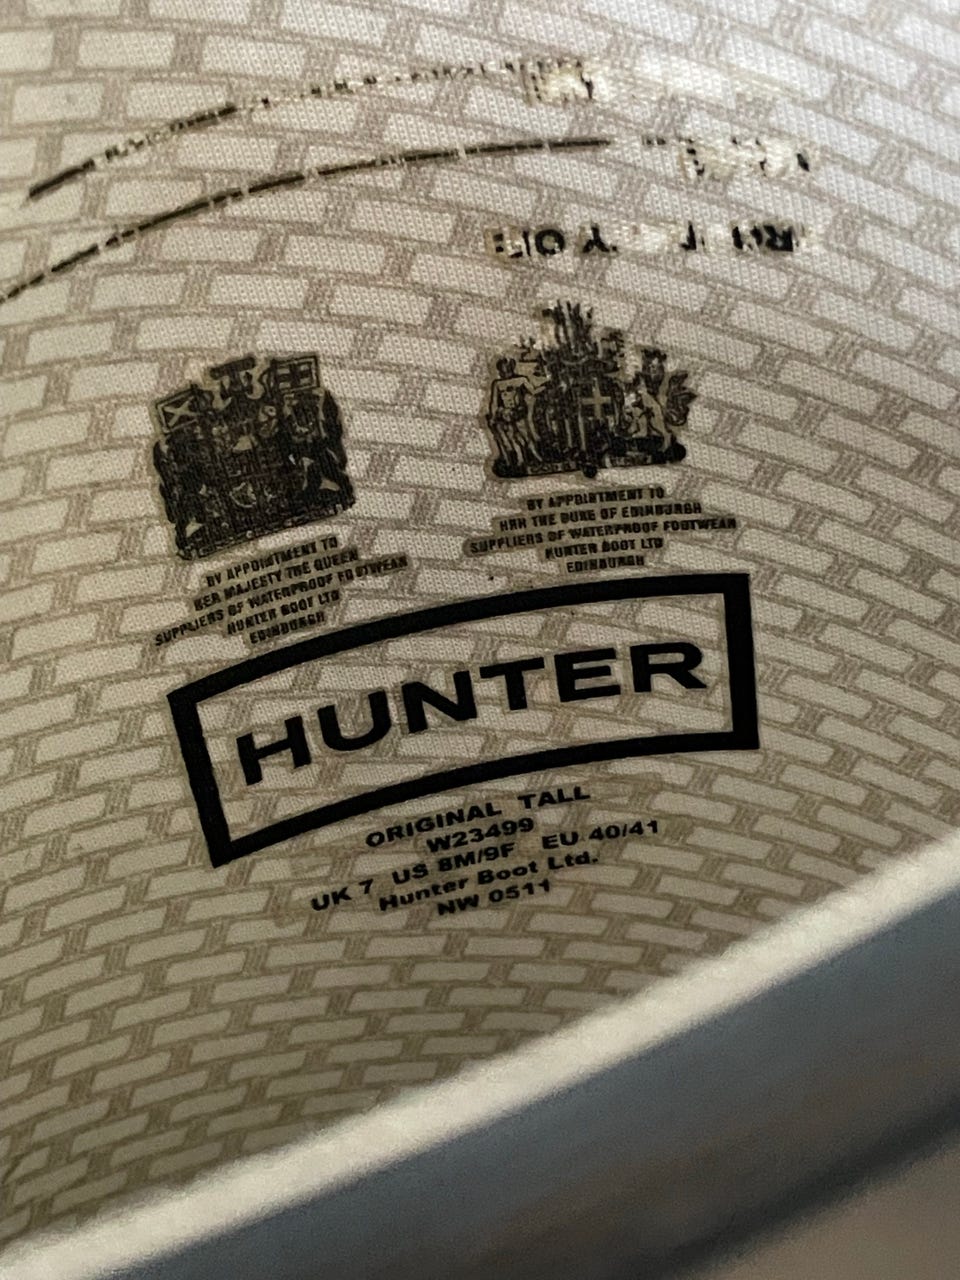 BY APPOINTMENT TO
HER MAJESTY THE QUEEN
SUPPLIERS OF WATERPROOF FOOTWEAR
HUNTER BOOT LTD
EDINBURGH
BY APPOINTMENT TO
HRH THE DUKE OF EDINBURGH
SUPPLIERS OF WATERPROOF FOOTWEAR
HUNTER BOOT LTD
EDINBURGH
HUNTER
ORIGINAL TALL
W23499
UK 7 US 8M/9F EU 40/41
Hunter Boot Ltd.
NW 0511